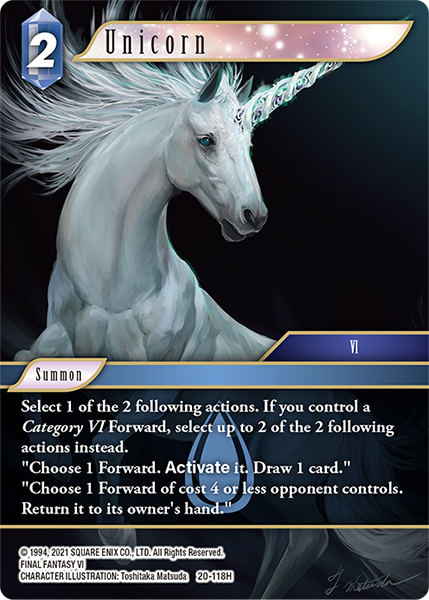 2
Unicorn
VI
Summon
Select 1 of the 2 following actions. If you control a
Category VI Forward, select up to 2 of the 2 following
actions instead.
"Choose 1 Forward. Activate it. Draw 1 card."
"Choose 1 Forward of cost 4 or less opponent controls.
Return it to its owner's hand."
© 1994, 2021 SQUARE ENIX CO., LTD. All Rights Reserved.
FINAL FANTASY VI
CHARACTER ILLUSTRATION: Toshitaka Matsuda 20-118H
T Matsuda